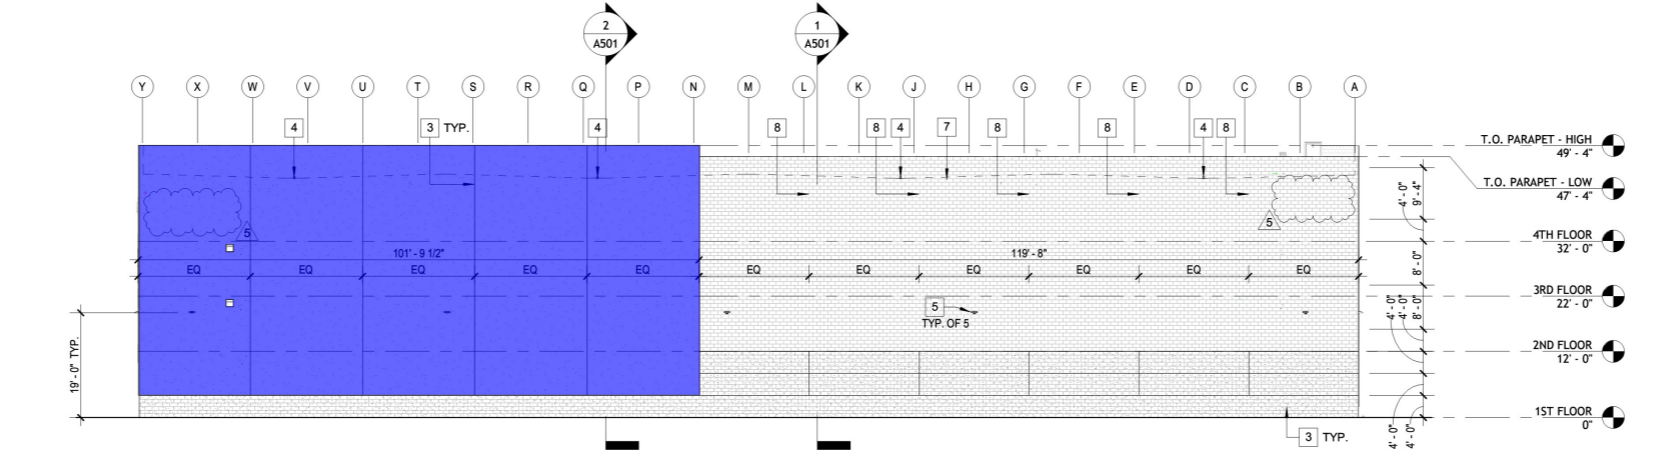 2
A501
1
A501
Y X W V U T S R Q P N M L K J H G F E D C B A
4 3 TYP. 4 8 8 4 7 8 8 4 8
T.O. PARAPET - HIGH
49' - 4"
T.O. PARAPET - LOW
47' - 4"
4' - 0"
9' - 4"
5
5
4TH FLOOR
32' - 0"
101' - 9 1/2" 119' - 8"
EQ EQ EQ EQ EQ EQ EQ EQ EQ EQ EQ
8' - 0"
3RD FLOOR
22' - 0"
5
TYP. OF 5
4' - 0"
4' - 0"
8' - 0"
19' - 0" TYP.
2ND FLOOR
12' - 0"
1ST FLOOR
0"
3 TYP.
4' - 0"
4' - 0"